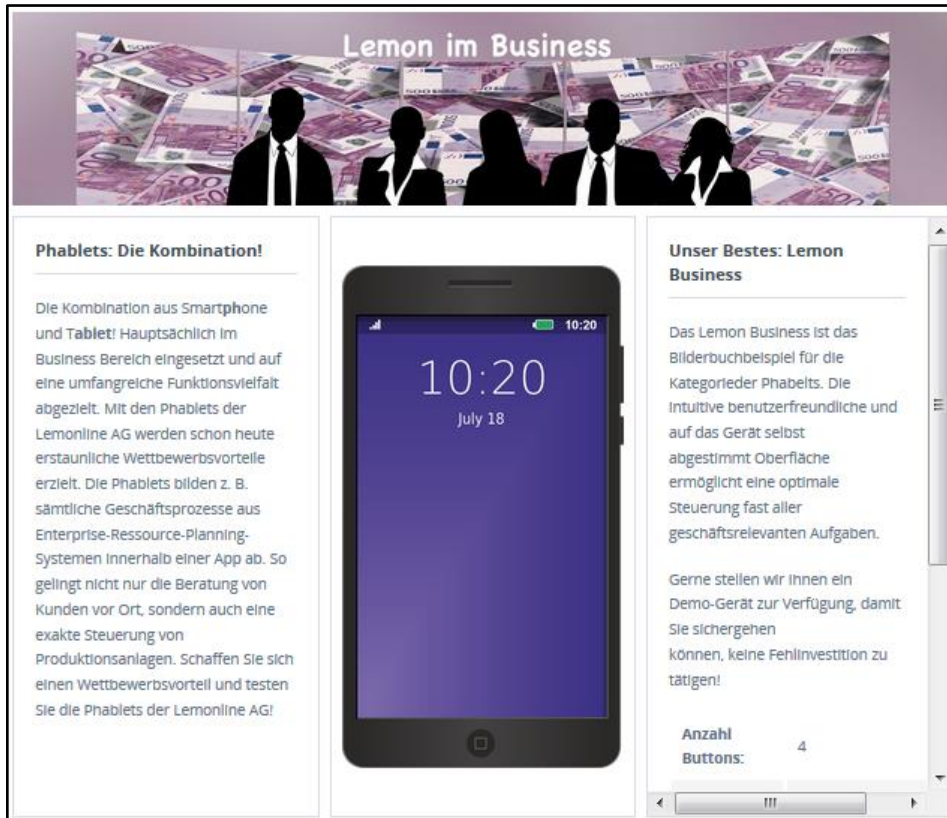 Lemon im Business
Phablets: Die Kombination!
Die Kombination aus Smartphone
und Tablet! Hauptsächlich im
Business Bereich eingesetzt und auf
eine umfangreiche Funktionsvielfalt
abgezielt. Mit den Phablets der
Lemonline AG werden schon heute
erstaunliche Wettbewerbsvorteile
erzielt. Die Phablets bilden z. B.
sämtliche Geschäftsprozesse aus
Enterprise-Ressource-Planning-
Systemen innerhalb einer App ab. So
gelingt nicht nur die Beratung von
Kunden vor Ort, sondern auch eine
exakte Steuerung von
Produktionsanlagen. Schaffen Sie sich
einen Wettbewerbsvorteil und testen
Sie die Phablets der Lemonline AG!
10:20
10:20
July 18
Unser Bestes: Lemon
Business
Das Lemon Business ist das
Bilderbuchbeispiel für die
Kategorieder Phabelts. Die
intuitive benutzerfreundliche und
auf das Gerät selbst
abgestimmt Oberfläche
ermöglicht eine optimale
Steuerung fast aller
geschäftsrelevanten Aufgaben.
Gerne stellen wir Ihnen ein
Demo-Gerät zur Verfügung, damit
Sie sichergehen
können, keine Fehlinvestition zu
tätigen!
Anzahl
Buttons:
4